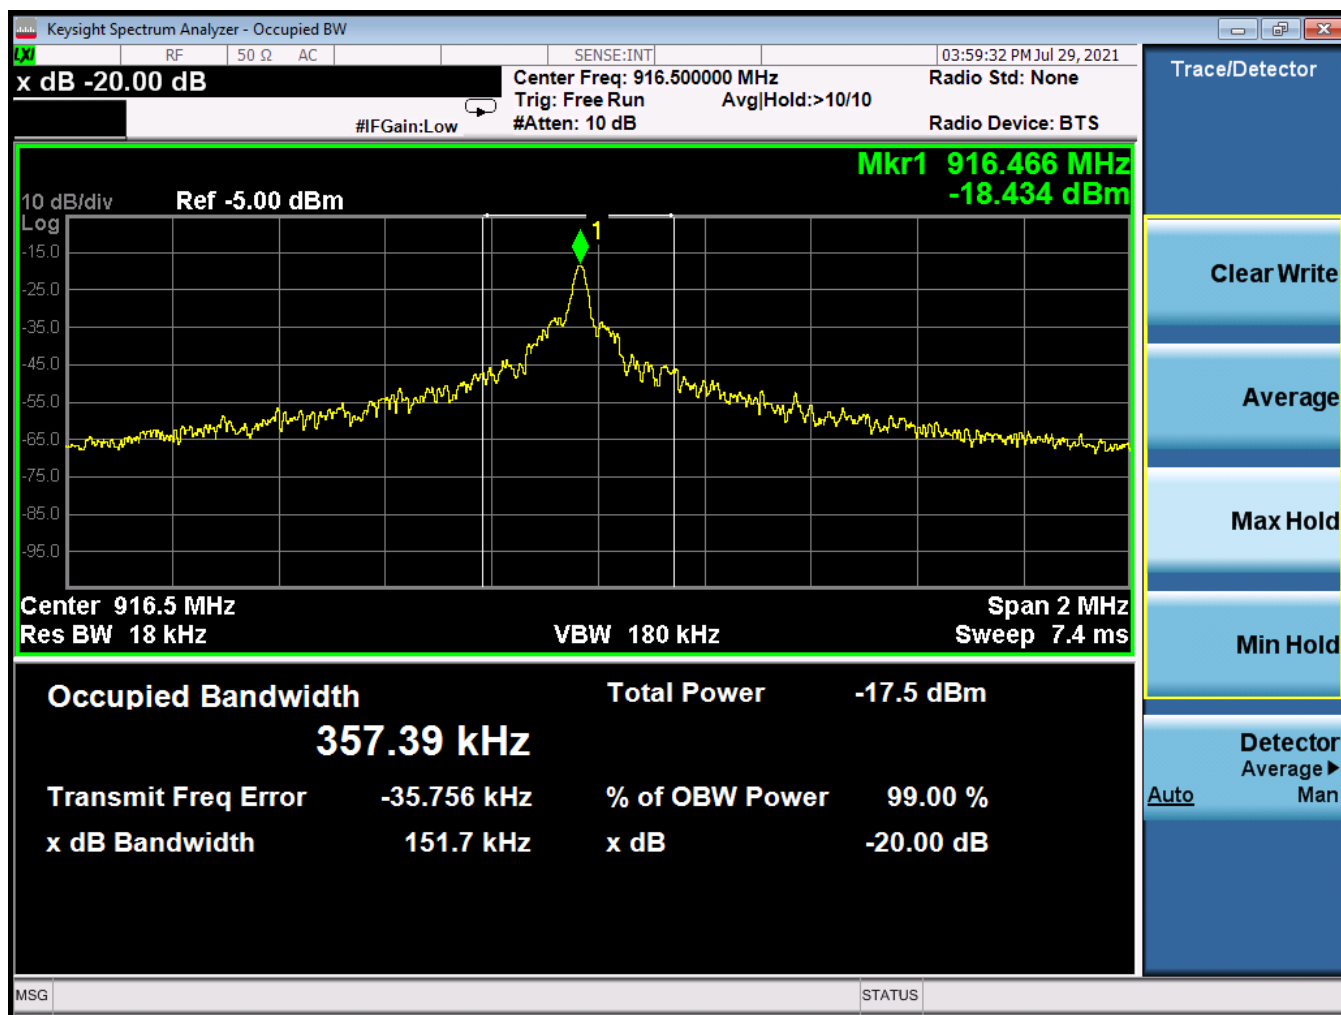 Keysight Spectrum Analyzer - Occupied BW
LXI RF 50 Ω AC SENSE:INT 03:59:32 PM Jul 29, 2021
x dB -20.00 dB
Center Freq: 916.500000 MHz Radio Std: None
Trig: Free Run Avg|Hold:>10/10
#IFGain:Low #Atten: 10 dB Radio Device: BTS
Mkr1 916.466 MHz
-18.434 dBm
10 dB/div Ref -5.00 dBm
Log
1
-15.0
-25.0
-35.0
-45.0
-55.0
-65.0
-75.0
-85.0
-95.0
Center 916.5 MHz Span 2 MHz
Res BW 18 kHz VBW 180 kHz Sweep 7.4 ms
Occupied Bandwidth Total Power -17.5 dBm
357.39 kHz
Transmit Freq Error -35.756 kHz % of OBW Power 99.00 %
x dB Bandwidth 151.7 kHz x dB -20.00 dB
MSG STATUS
Trace/Detector
Clear Write
Average
Max Hold
Min Hold
Detector
Average
Auto Man